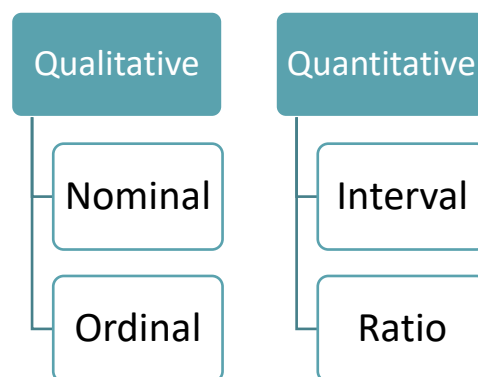 Qualitative
Nominal
Ordinal
Quantitative
Interval
Ratio